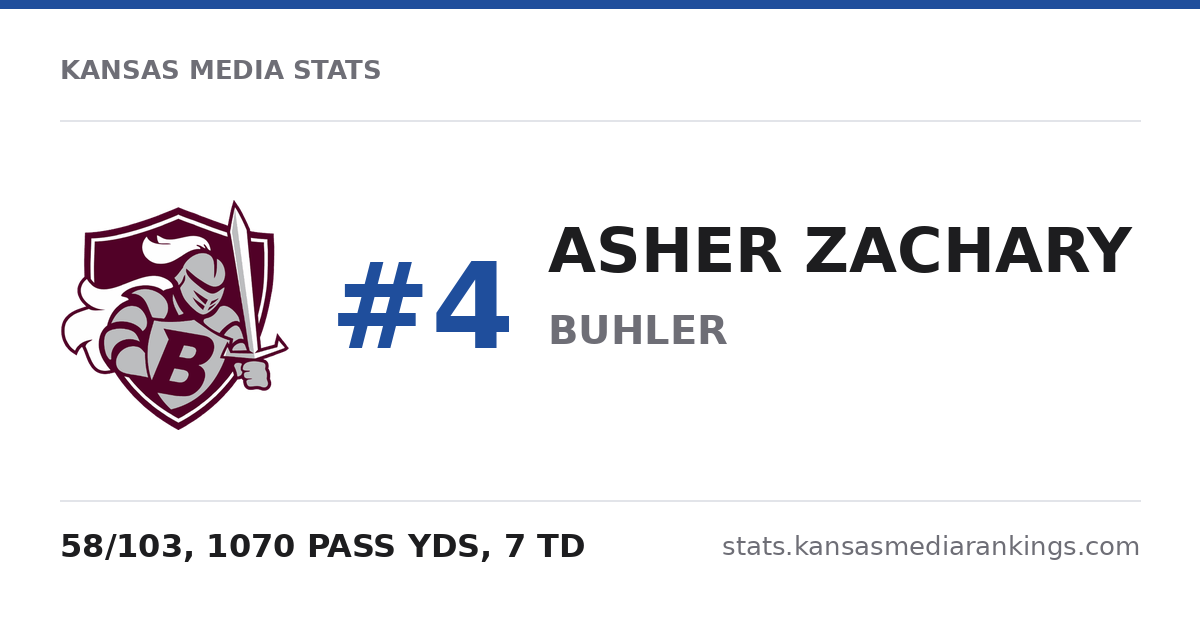 KANSAS MEDIA STATS
B
#4
ASHER ZACHARY
BUHLER
58/103, 1070 PASS YDS, 7 TD
stats.kansasmediarankings.com